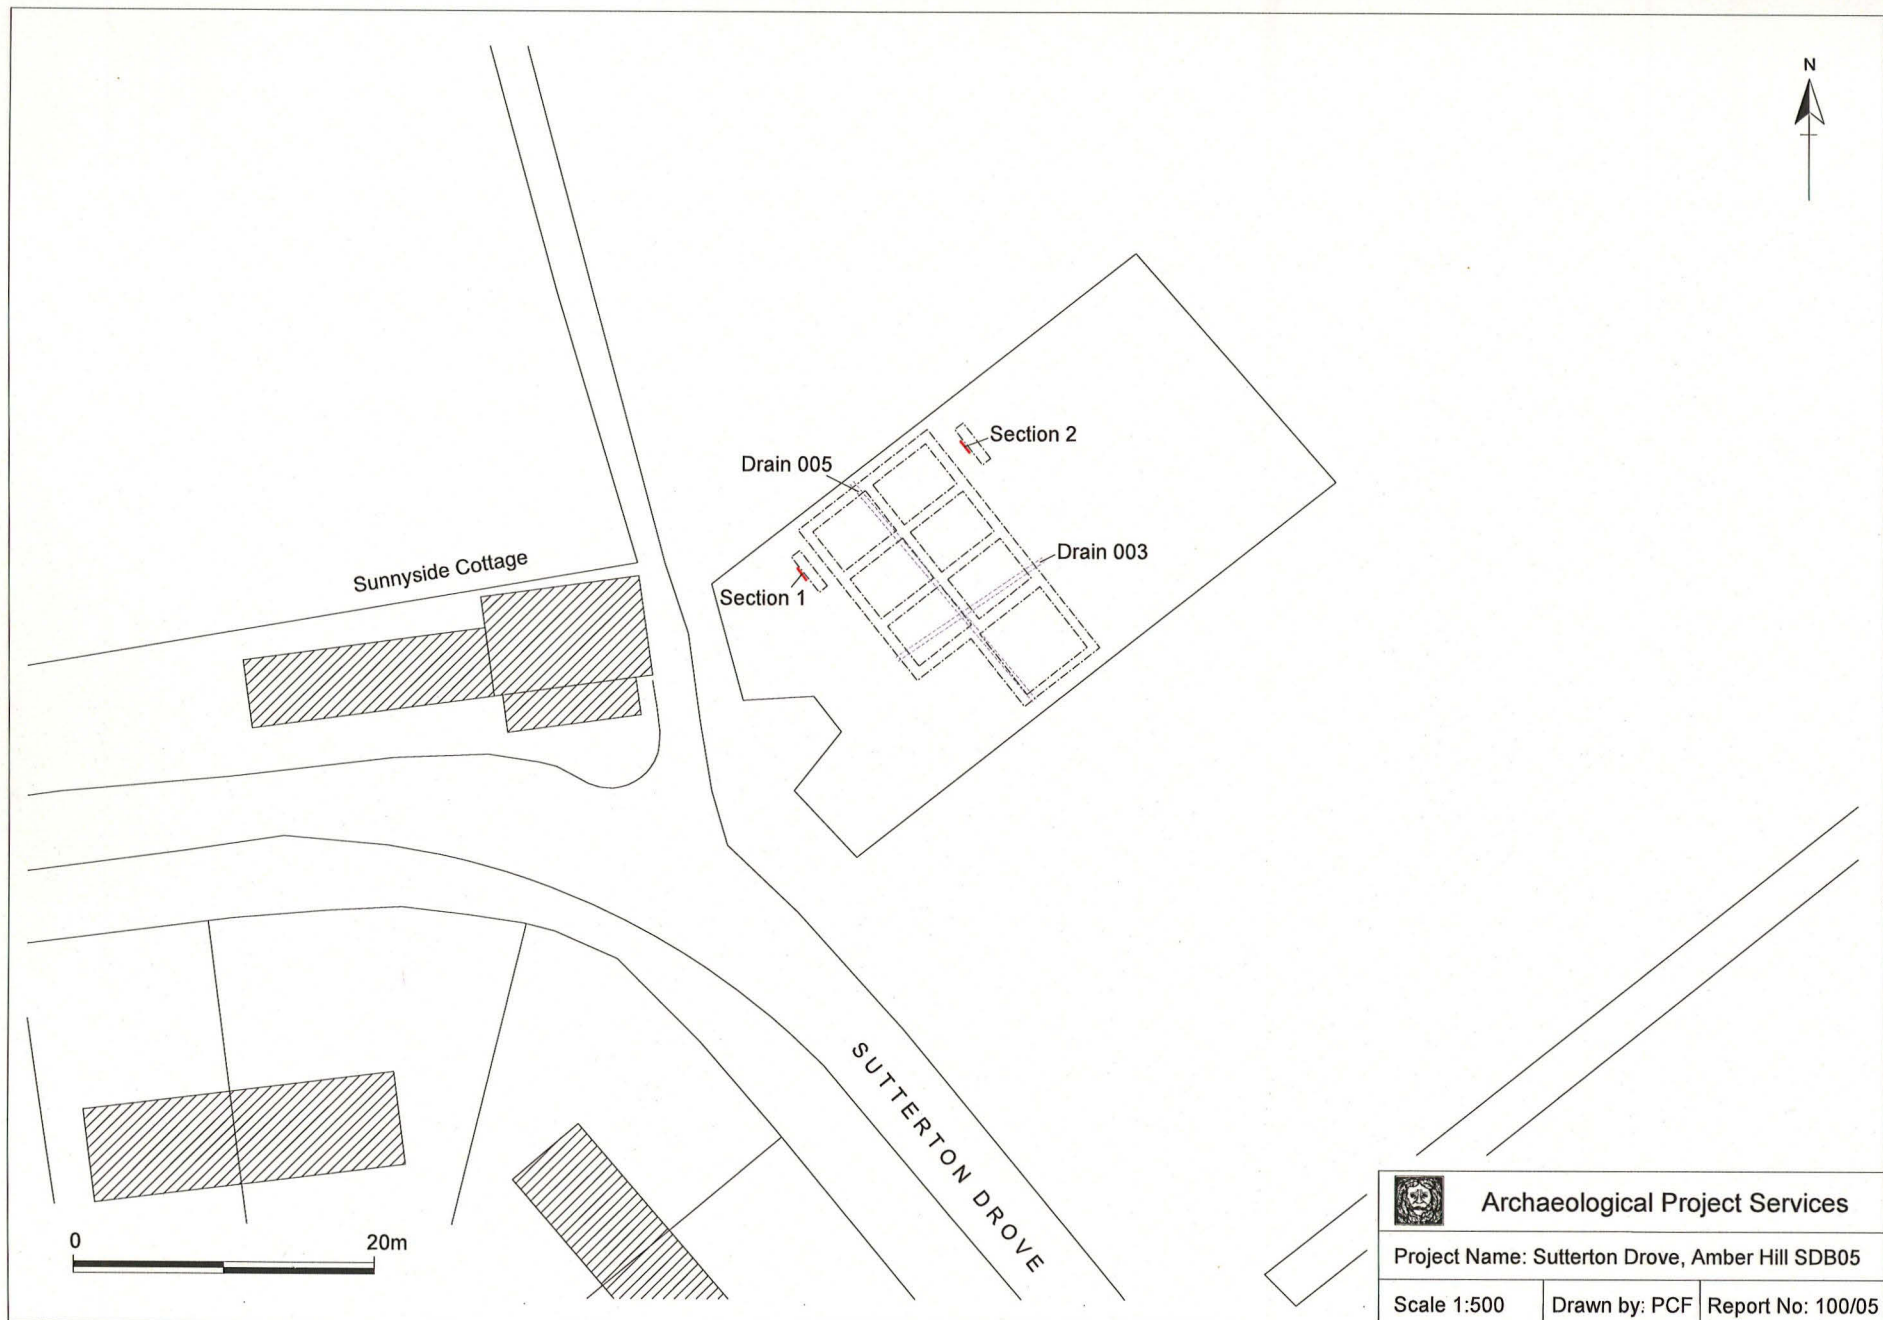 N
Section 2
Drain 005
Drain 003
Sunnyside Cottage
Section 1
SUTTERTON DROVE
0 20m
Archaeological Project Services
Project Name: Sutterton Drove, Amber Hill SDB05
Scale 1:500 Drawn by: PCF Report No: 100/05